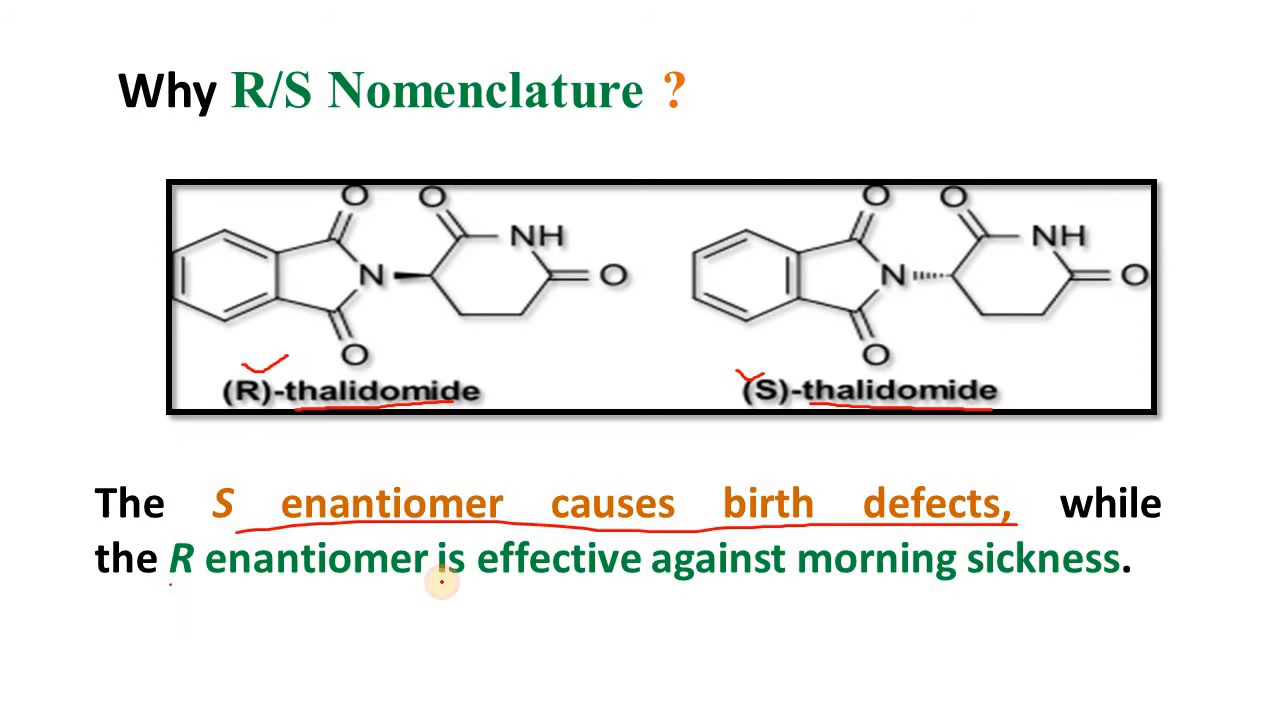 Why R/S Nomenclature ?
O O O O
NH NH
N O N O
O O
(R)-thalidomide (S)-thalidomide
The S enantiomer causes birth defects, while
the R enantiomer is effective against morning sickness.